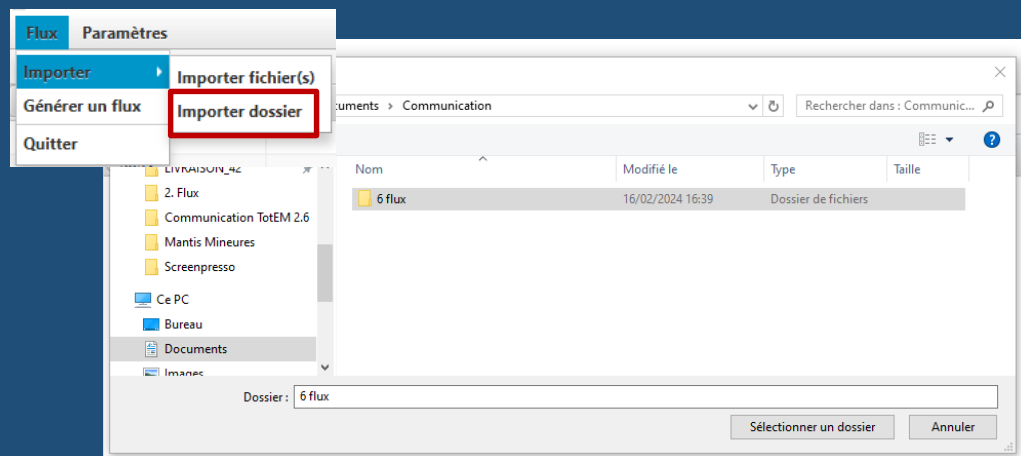 Flux Paramètres
Importer
Importer fichier(s)
Générer un flux
Importer dossier
Quitter
uments > Communication
Rechercher dans : Communic...
Nom Modifié le Type Taille
6 flux 16/02/2024 16:39 Dossier de fichiers
LIVRAISON_42
2. Flux
Communication TotEM 2.6
Mantis Mineures
Screenpresso
Ce PC
Bureau
Documents
Images
Dossier : 6 flux
Sélectionner un dossier Annuler